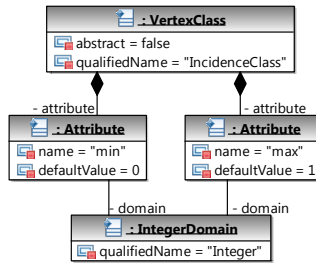 : VertexClass
abstract = false
qualifiedName = "IncidenceClass"
- attribute
- attribute
: Attribute
name = "min"
defaultValue = 0
: Attribute
name = "max"
defaultValue = 1
- domain
- domain
: IntegerDomain
qualifiedName = "Integer"